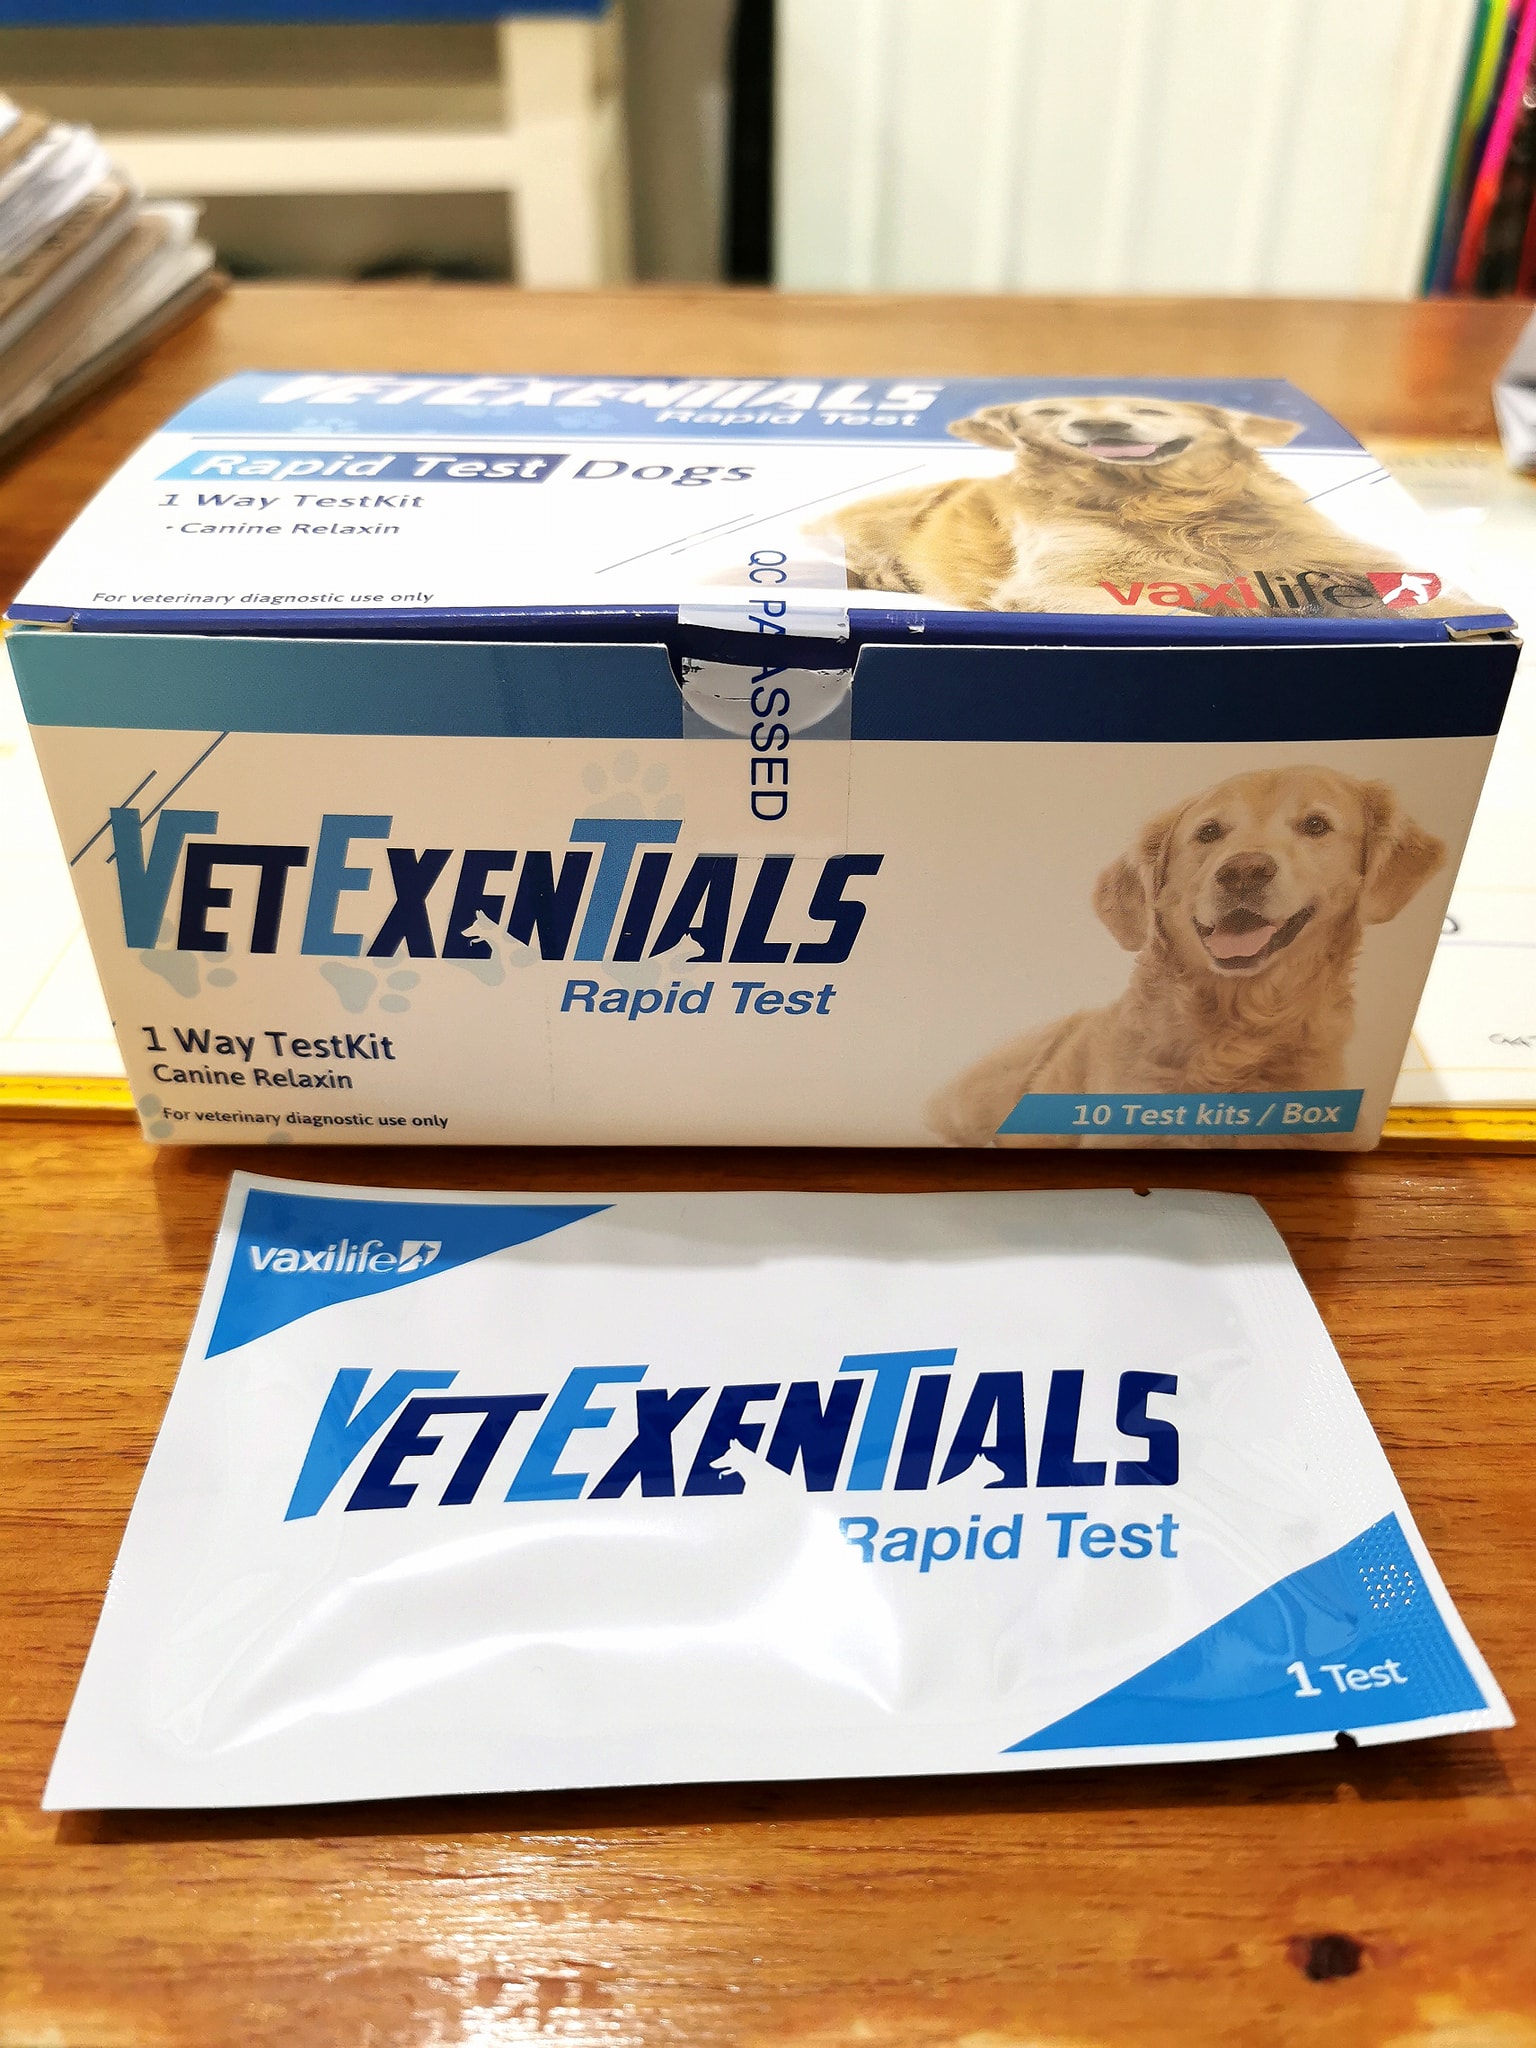 VETEXENTIALS
Rapid Test
Rapid Test Dogs
1 Way TestKit
• Canine Relaxin
For veterinary diagnostic use only
vaxilife
QC PASSED
VETEXENTIALS
Rapid Test
1 Way TestKit
Canine Relaxin
For veterinary diagnostic use only
10 Test kits / Box
vaxilife
VETEXENTIALS
Rapid Test
1 Test